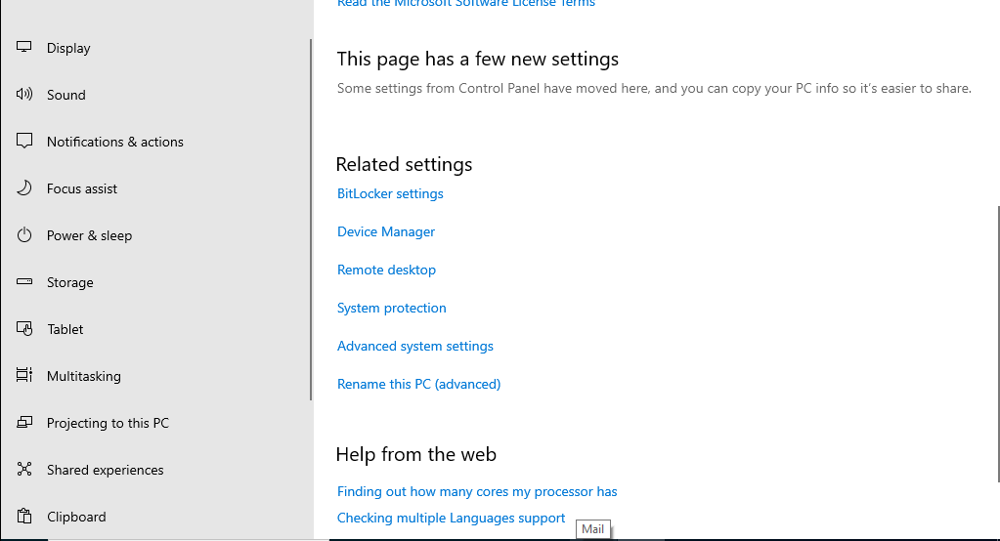 Read the Microsoft Software License Terms
Display
Sound
Notifications & actions
Focus assist
Power & sleep
Storage
Tablet
Multitasking
Projecting to this PC
Shared experiences
Clipboard
This page has a few new settings
Some settings from Control Panel have moved here, and you can copy your PC info so it's easier to share.
Related settings
BitLocker settings
Device Manager
Remote desktop
System protection
Advanced system settings
Rename this PC (advanced)
Help from the web
Finding out how many cores my processor has
Checking multiple Languages support
Mail